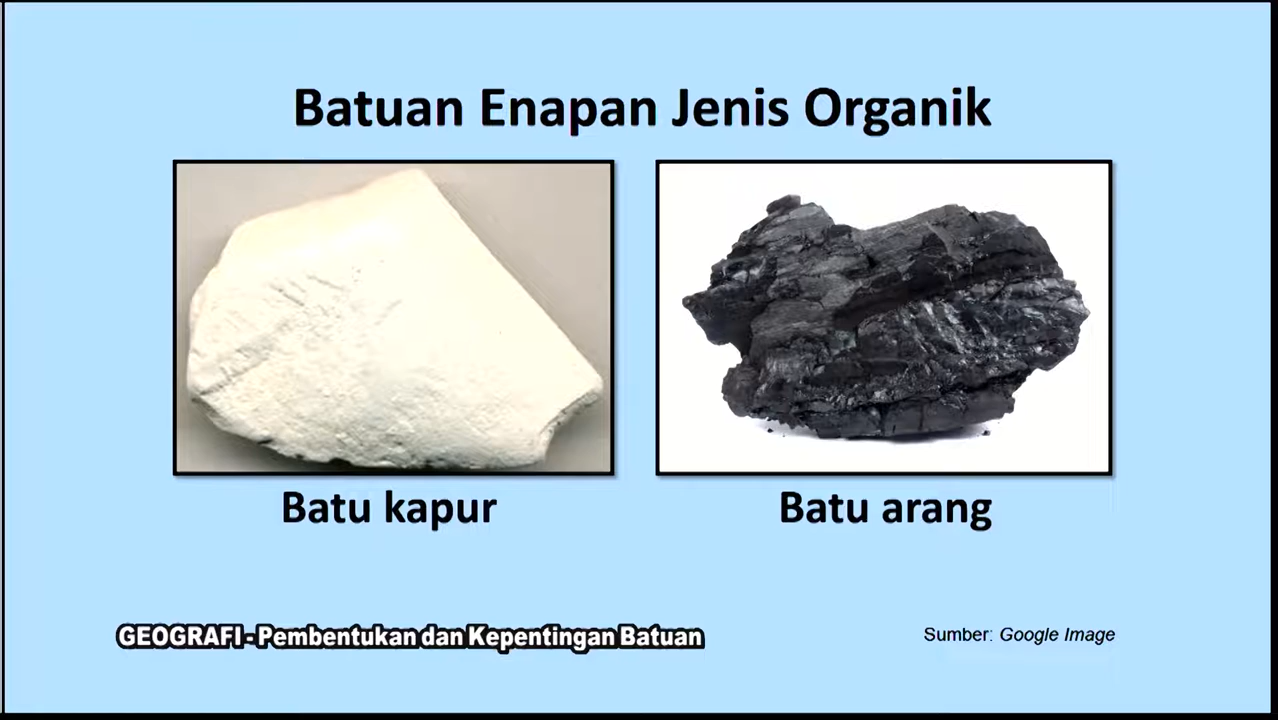 Batuan Enapan Jenis Organik
Batu kapur
Batu arang
GEOGRAFI - Pembentukan dan Kepentingan Batuan
Sumber: Google Image